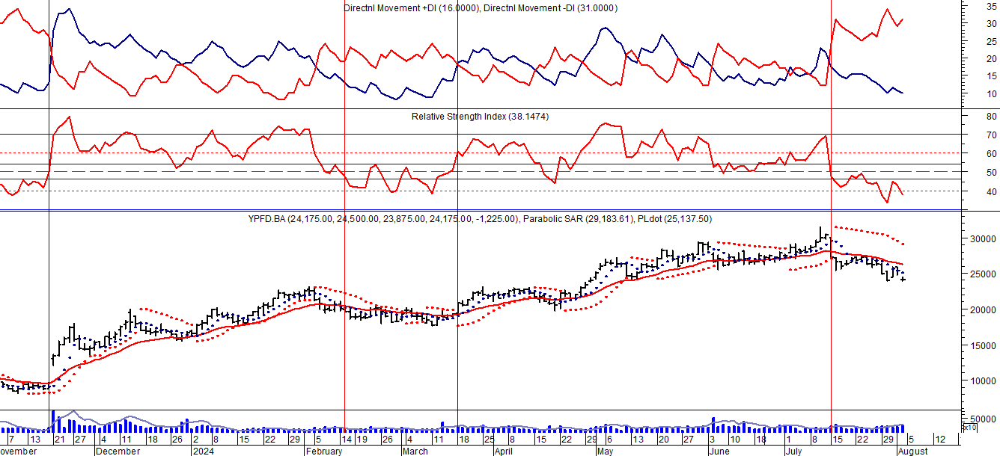 Directnl Movement +DI (16.0000), Directnl Movement -DI (31.0000)
35
30
25
20
15
10
Relative Strength Index (38.1474)
80
70
60
50
40
YPFD.BA (24,175.00, 24,500.00, 23,875.00, 24,175.00, -1,225.00), Parabolic SAR (29,183.61), PLdot (25,137.50)
30000
25000
20000
15000
10000
50000
x10
7 13 21 27 4 11 18 26 2 8 15 22 29 5 14 19 26 4 11 18 25 8 15 22 29 6 13 20 27 3 10 18 1 8 15 22 29 5 12
ovember December 2024 February March April May June July August